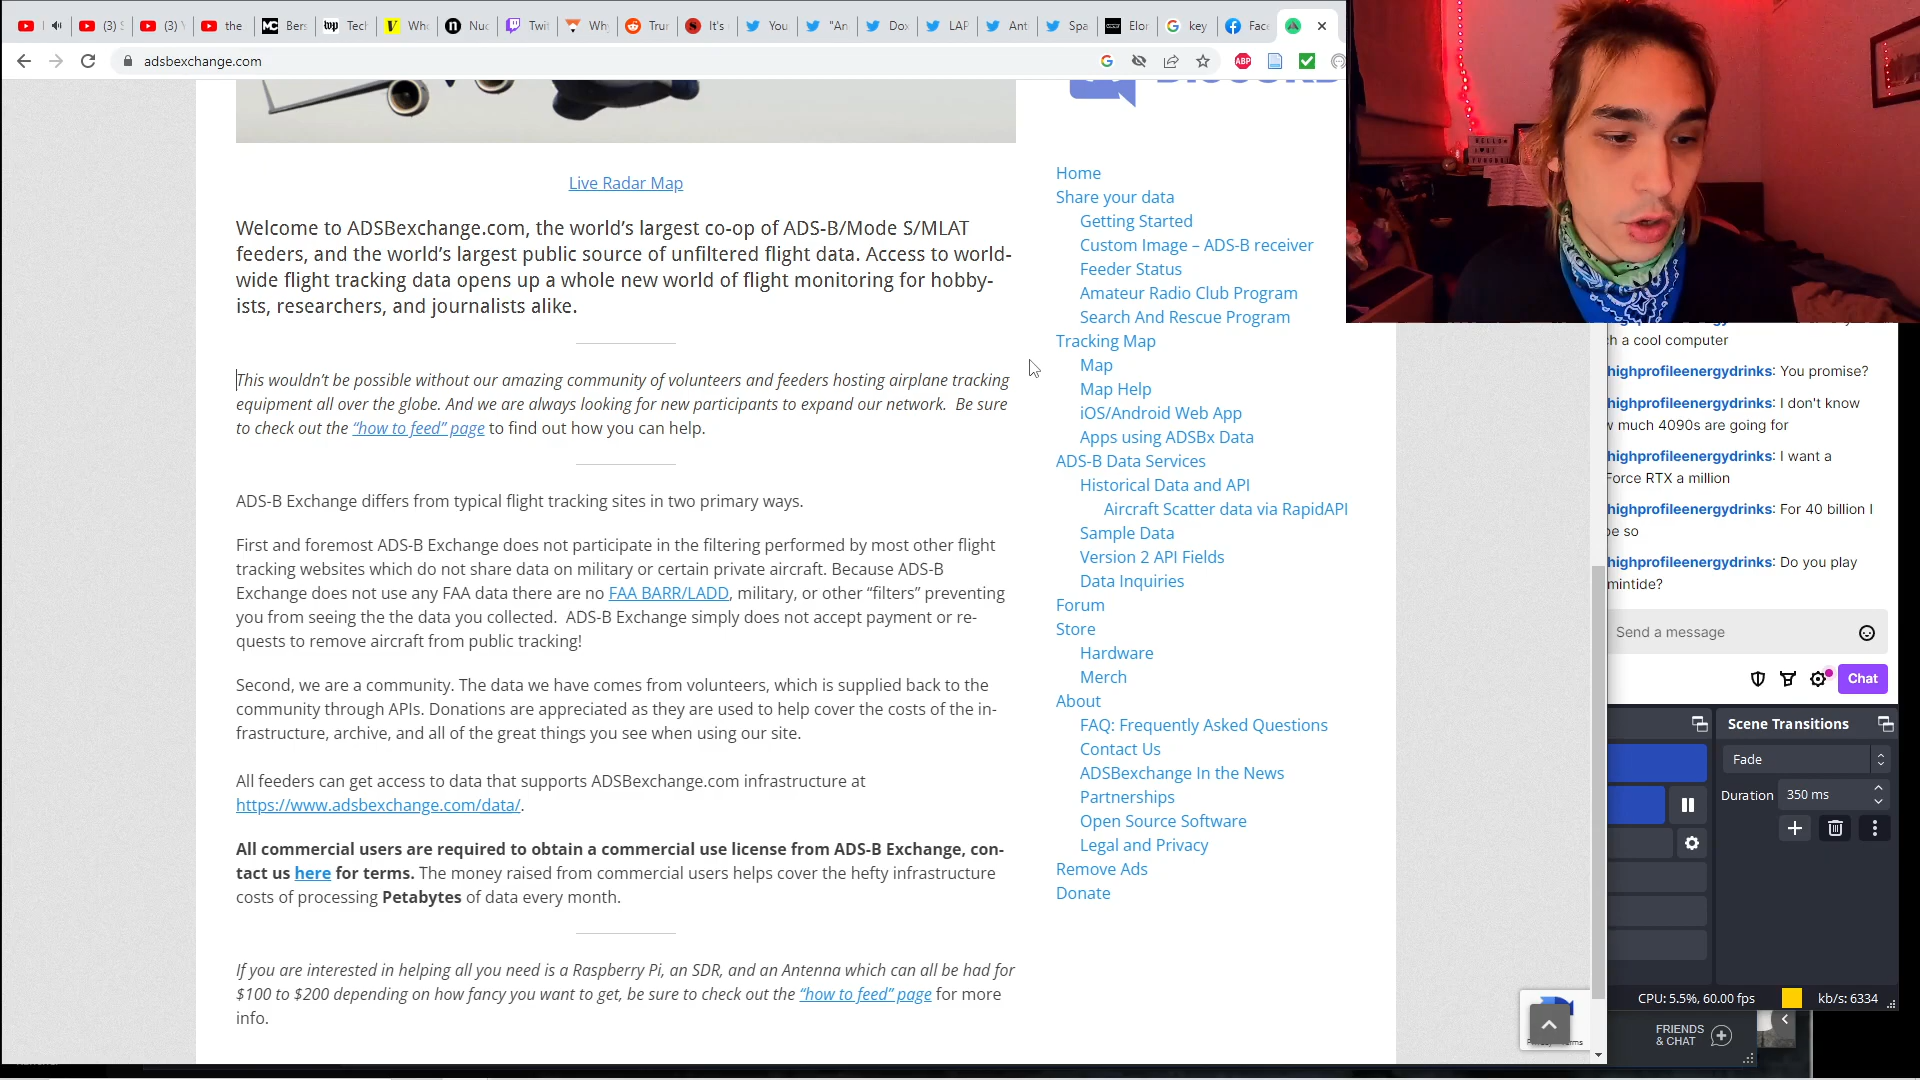 (3)
(3)
the
Bers
Tech
Who
Nuc
Twit
Why
Trur
It's
You
"An
Dox
LAP
Ant
Spa
Elor
key
Face
adsbexchange.com
ABP
Live Radar Map
Welcome to ADSBexchange.com, the world's largest co-op of ADS-B/Mode S/MLAT
feeders, and the world's largest public source of unfiltered flight data. Access to world-
wide flight tracking data opens up a whole new world of flight monitoring for hobby-
ists, researchers, and journalists alike.
This wouldn't be possible without our amazing community of volunteers and feeders hosting airplane tracking
equipment all over the globe. And we are always looking for new participants to expand our network.  Be sure
to check out the “how to feed” page to find out how you can help.
ADS-B Exchange differs from typical flight tracking sites in two primary ways.
First and foremost ADS-B Exchange does not participate in the filtering performed by most other flight
tracking websites which do not share data on military or certain private aircraft. Because ADS-B
Exchange does not use any FAA data there are no FAA BARR/LADD, military, or other “filters” preventing
you from seeing the the data you collected.  ADS-B Exchange simply does not accept payment or re-
quests to remove aircraft from public tracking!
Second, we are a community. The data we have comes from volunteers, which is supplied back to the
community through APIs. Donations are appreciated as they are used to help cover the costs of the in-
frastructure, archive, and all of the great things you see when using our site.
All feeders can get access to data that supports ADSBexchange.com infrastructure at
https://www.adsbexchange.com/data/.
All commercial users are required to obtain a commercial use license from ADS-B Exchange, con-
tact us here for terms. The money raised from commercial users helps cover the hefty infrastructure
costs of processing Petabytes of data every month.
If you are interested in helping all you need is a Raspberry Pi, an SDR, and an Antenna which can all be had for
$100 to $200 depending on how fancy you want to get, be sure to check out the “how to feed” page for more
info.
DISCORD
Home
Share your data
Getting Started
Custom Image – ADS-B receiver
Feeder Status
Amateur Radio Club Program
Search And Rescue Program
Tracking Map
Map
Map Help
iOS/Android Web App
Apps using ADSBx Data
ADS-B Data Services
Historical Data and API
Aircraft Scatter data via RapidAPI
Sample Data
Version 2 API Fields
Data Inquiries
Forum
Store
Hardware
Merch
About
FAQ: Frequently Asked Questions
Contact Us
ADSBexchange In the News
Partnerships
Open Source Software
Legal and Privacy
Remove Ads
Donate
HELLO
h a cool computer
highprofileenergydrinks: You promise?
highprofileenergydrinks: I don't know
w much 4090s are going for
highprofileenergydrinks: I want a
Force RTX a million
highprofileenergydrinks: For 40 billion I
be so
highprofileenergydrinks: Do you play
mintide?
Send a message
Chat
Scene Transitions
Fade
Duration 350 ms
CPU: 5.5%, 60.00 fps
kb/s: 6334
FRIENDS
& CHAT